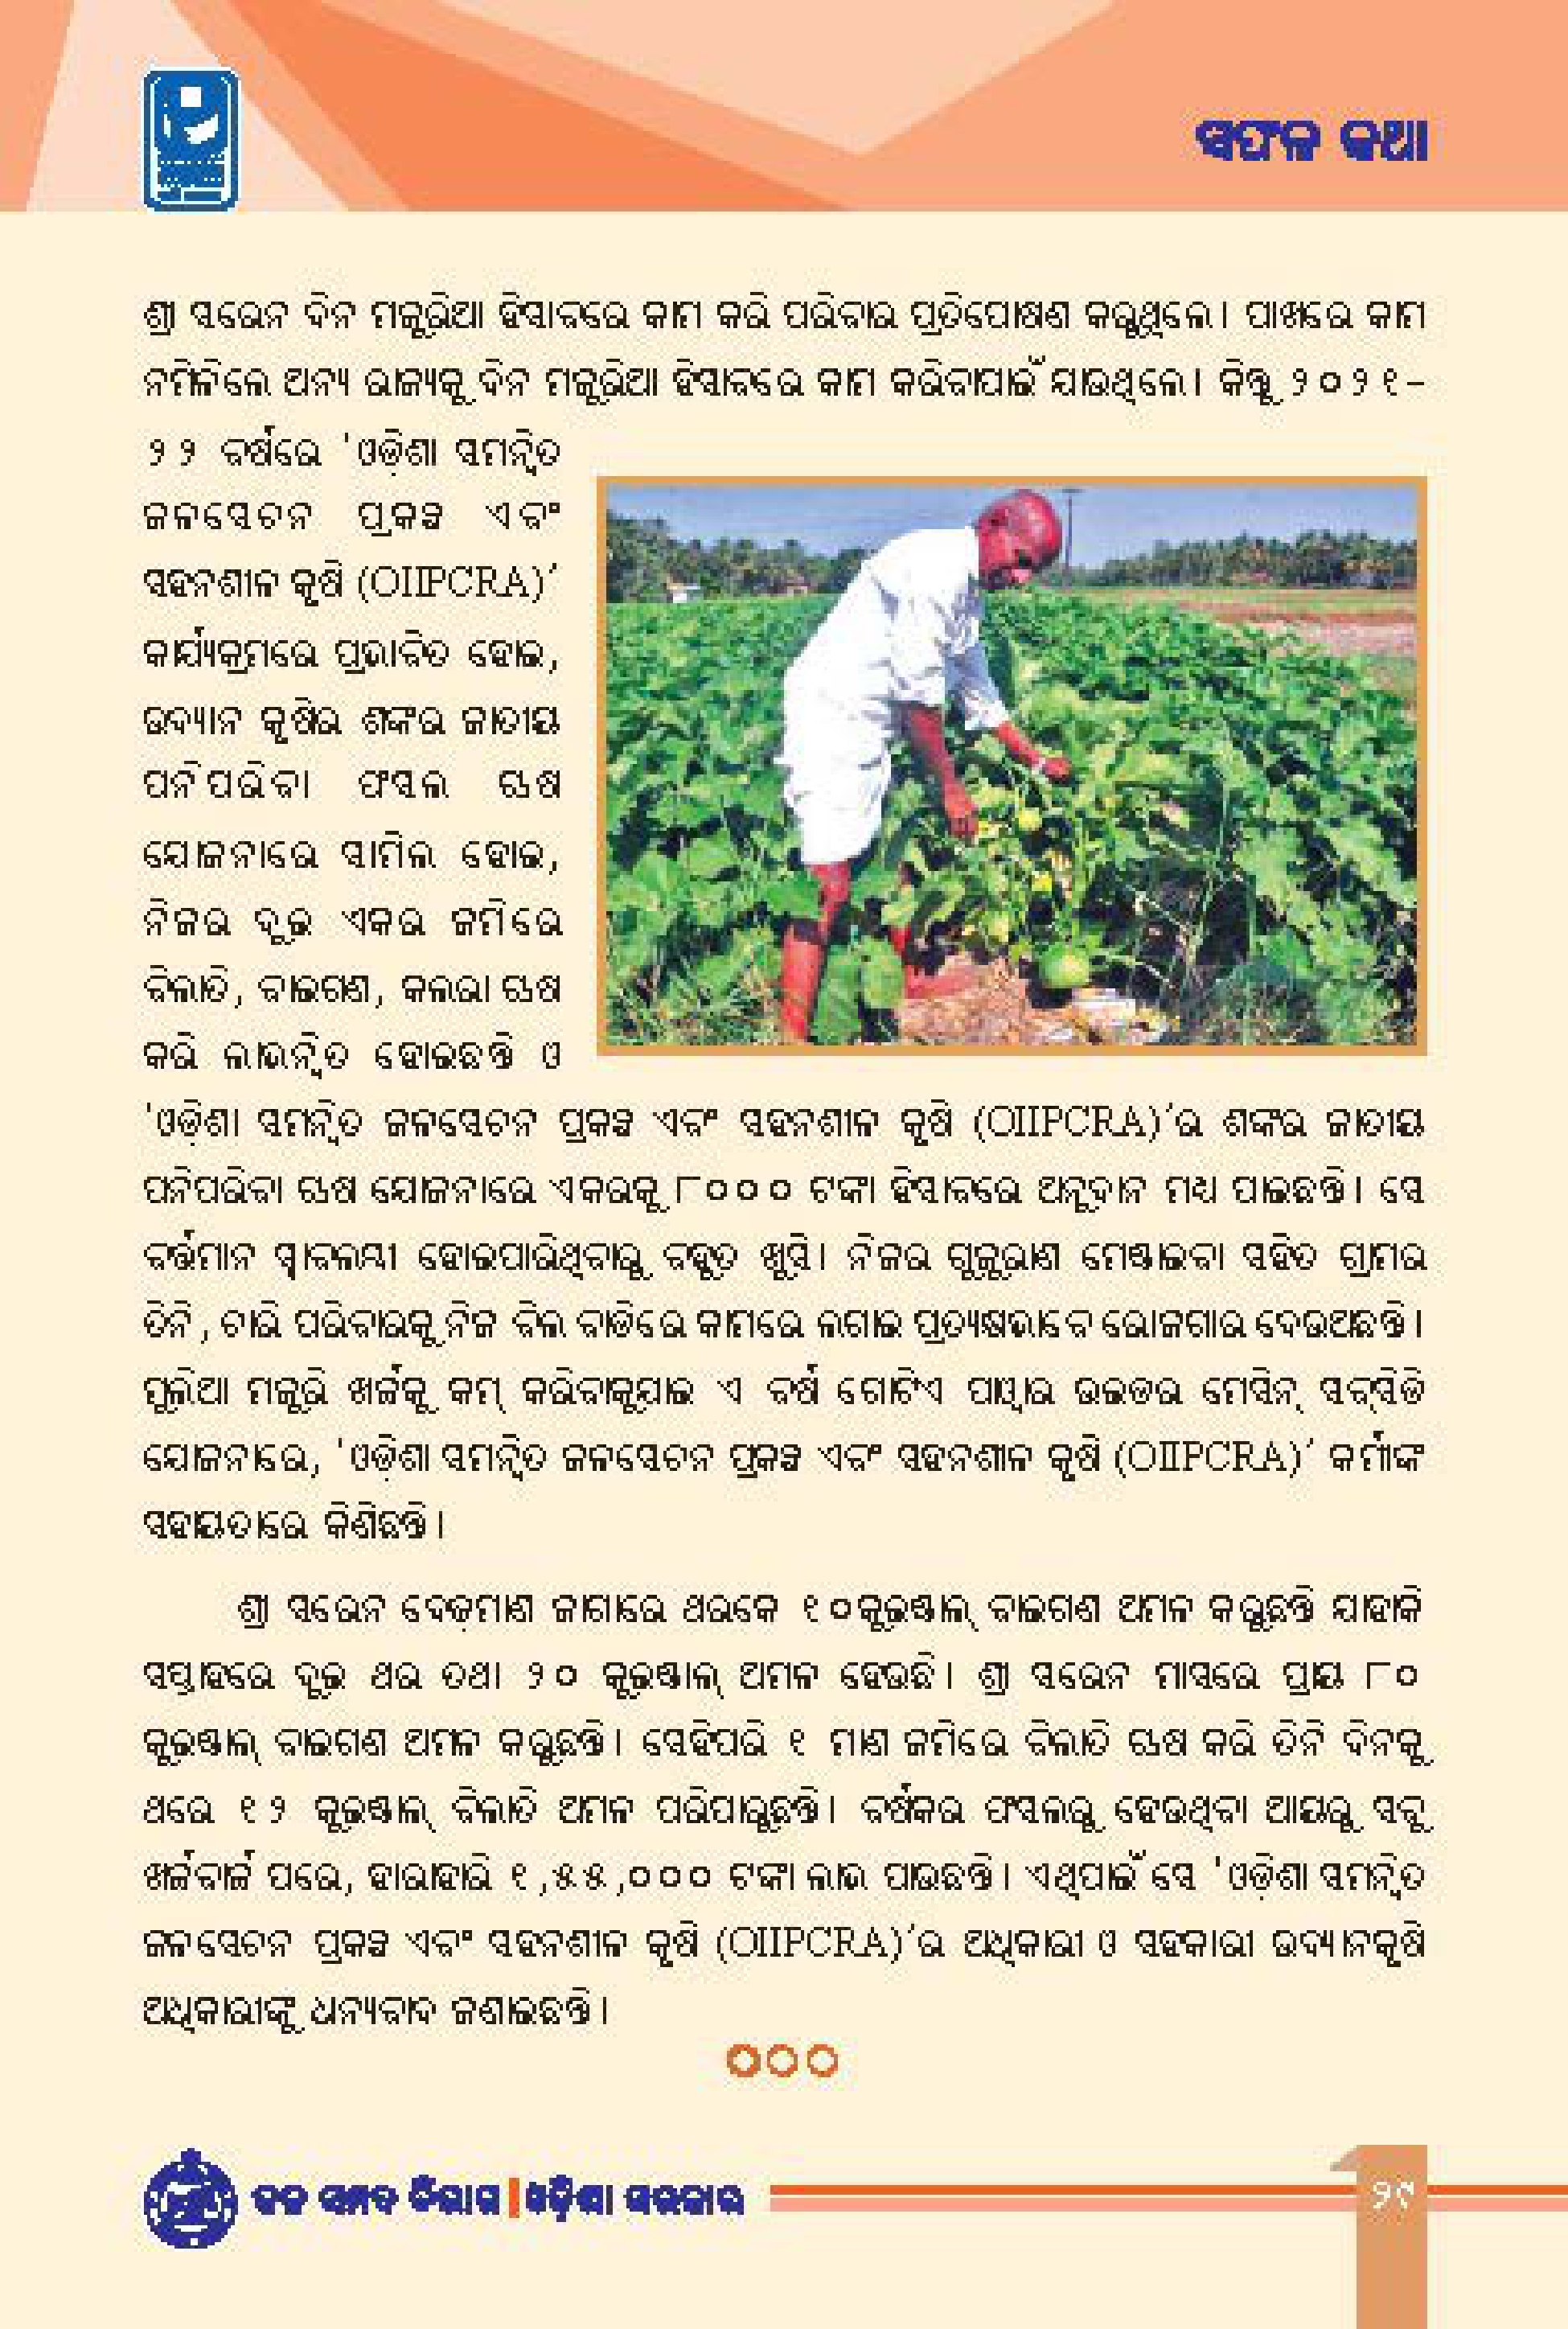 ସଫଳ କଥା
ଶ୍ରୀ ସରେନ ଦିନ ମଜୁରିଆ ହିସାବରେ କାମ କରି ପରିବାର ପ୍ରତିପୋଷଣ କରୁଥିଲେ। ପାଖରେ କାମ
ନମିଳିଲେ ଅନ୍ୟ ରାଜ୍ୟକୁ ଦିନ ମଜୁରିଆ ହିସାବରେ କାମ କରିବାପାଇଁ ଯାଉଥିଲେ। କିନ୍ତୁ ୨୦୨୧-
୨୨ ବର୍ଷରେ 'ଓଡ଼ିଶା ସମନ୍ୱିତ
ଜଳସେଚନ ପ୍ରକଳ୍ପ ଏବଂ
ସହନଶୀଳ କୃଷି (OIIPCRA)'
କାର୍ଯ୍ୟକ୍ରମରେ ପ୍ରଭାବିତ ହୋଇ,
ଉଦ୍ୟାନ କୃଷିର ଶଙ୍କର ଜାତୀୟ
ପନିପରିବା ଫସଲ ଚାଷ
ଯୋଜନାରେ ସାମିଲ ହୋଇ,
ନିଜର ଦୁଇ ଏକର ଜମିରେ
ବିଲାତି, ବାଇଗଣ, କଲରା ଚାଷ
କରି ଲାଭାନ୍ୱିତ ହୋଇଛନ୍ତି ଓ
'ଓଡ଼ିଶା ସମନ୍ୱିତ ଜଳସେଚନ ପ୍ରକଳ୍ପ ଏବଂ ସହନଶୀଳ କୃଷି (OIIPCRA)'ର ଶଙ୍କର ଜାତୀୟ
ପନିପରିବା ଚାଷ ଯୋଜନାରେ ଏକରକୁ ୮୦୦୦ ଟଙ୍କା ହିସାବରେ ଅନୁଦାନ ମଧ୍ୟ ପାଇଛନ୍ତି। ସେ
ବର୍ତ୍ତମାନ ସ୍ୱାବଲମ୍ବୀ ହୋଇପାରିଥିବାରୁ ବହୁତ ଖୁସି। ନିଜର ଗୁଜୁରାଣ ମେଣ୍ଟାଇବା ସହିତ ଗ୍ରାମର
ତିନି, ଚାରି ପରିବାରକୁ ନିଜ ବିଲ ବାଡିରେ କାମରେ ଲଗାଇ ପ୍ରତ୍ୟକ୍ଷଭାବେ ରୋଜଗାର ଦେଉଅଛନ୍ତି।
ମୁଲିଆ ମଜୁରି ଖର୍ଚ୍ଚକୁ କମ୍ କରିବାକୁଯାଇ ଏ ବର୍ଷ ଗୋଟିଏ ପାୱାର ଉଇଡର ମେସିନ୍ ସବ୍‌ସିଡି
ଯୋଜନାରେ, 'ଓଡ଼ିଶା ସମନ୍ୱିତ ଜଳସେଚନ ପ୍ରକଳ୍ପ ଏବଂ ସହନଶୀଳ କୃଷି (OIIPCRA)' କର୍ମୀଙ୍କ
ସହାୟତାରେ କିଣିଛନ୍ତି।
ଶ୍ରୀ ସରେନ ଦେଢ଼ମାଣ ଜାଗାରେ ଥରକେ ୧୦କୁଇଣ୍ଟାଲ୍ ବାଇଗଣ ଅମଳ କରୁଛନ୍ତି ଯାହାକି
ସପ୍ତାହରେ ଦୁଇ ଥର ତଥା ୨୦ କୁଇଣ୍ଟାଲ୍ ଅମଳ ହେଉଛି। ଶ୍ରୀ ସରେନ ମାସରେ ପ୍ରାୟ ୮୦
କୁଇଣ୍ଟାଲ୍ ବାଇଗଣ ଅମଳ କରୁଛନ୍ତି। ସେହିପରି ୧ ମାଣ ଜମିରେ ବିଲାତି ଚାଷ କରି ତିନି ଦିନକୁ
ଥରେ ୧୨ କୁଇଣ୍ଟାଲ୍ ବିଲାତି ଅମଳ ପରିପାରୁଛନ୍ତି। ବର୍ଷକର ଫସଲରୁ ହେଉଥିବା ଆୟରୁ ସବୁ
ଖର୍ଚ୍ଚବାର୍ଚ୍ଚ ପରେ, ହାରାହାରି ୧,୫୫,୦୦୦ ଟଙ୍କା ଲାଭ ପାଉଛନ୍ତି। ଏଥିପାଇଁ ସେ 'ଓଡ଼ିଶା ସମନ୍ୱିତ
ଜଳସେଚନ ପ୍ରକଳ୍ପ ଏବଂ ସହନଶୀଳ କୃଷି (OIIPCRA)'ର ଅଧିକାରୀ ଓ ସହକାରୀ ଉଦ୍ୟାନକୃଷି
ଅଧିକାରୀଙ୍କୁ ଧନ୍ୟବାଦ ଜଣାଇଛନ୍ତି।
ଜଳ ସମ୍ପଦ ବିଭାଗ | ଓଡ଼ିଶା ସରକାର
୨୯